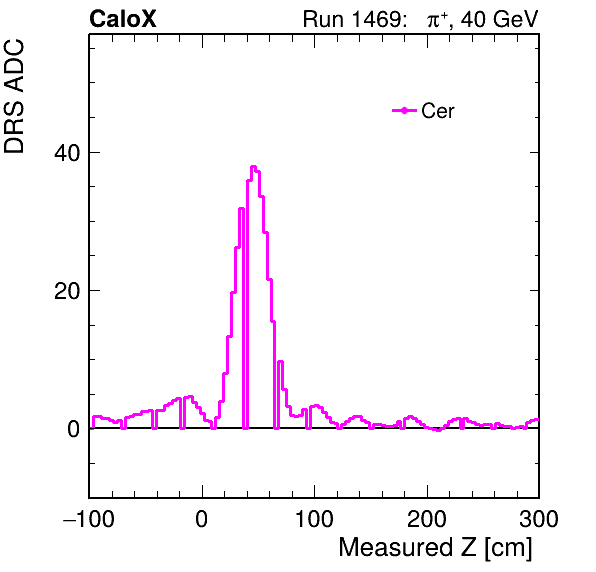 CaloX Run 1469: π⁺, 40 GeV
DRS ADC
Cer
40
20
0
−100 0 100 200 300
Measured Z [cm]